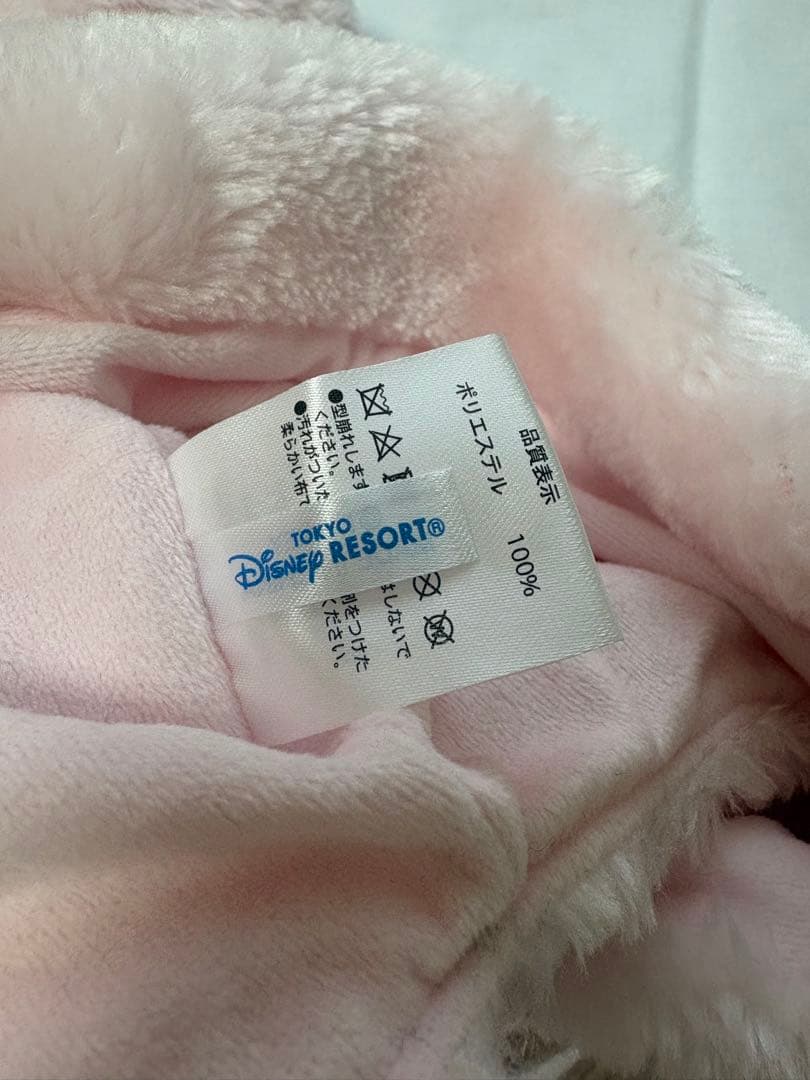 品質表示
ポリエステル 100%
●型崩れします
はしないで
ください。
●汚れがついた
剤をつけた
柔らかい布で
ください。
TOKYO
Disney RESORT®